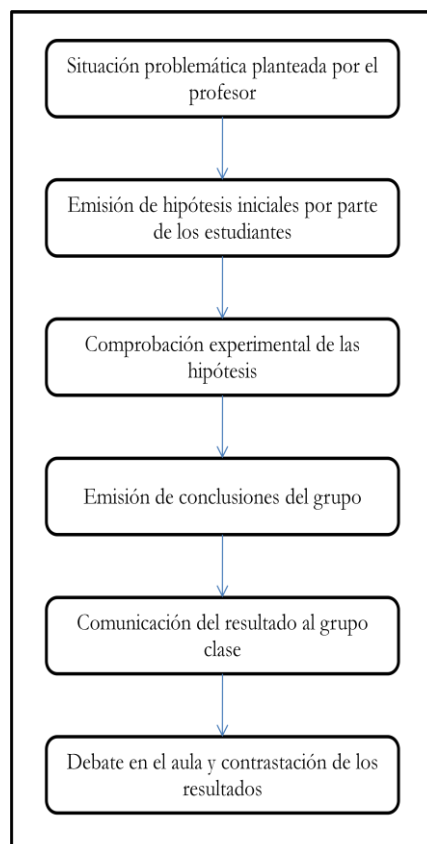 Situación problemática planteada por el
profesor
Emisión de hipótesis iniciales por parte
de los estudiantes
Comprobación experimental de las
hipótesis
Emisión de conclusiones del grupo
Comunicación del resultado al grupo
clase
Debate en el aula y contrastación de los
resultados